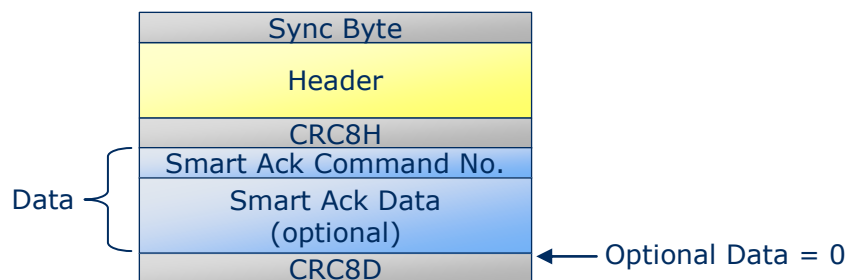 Sync Byte
Header
CRC8H
Smart Ack Command No.
Data
Smart Ack Data
(optional)
Optional Data = 0
CRC8D